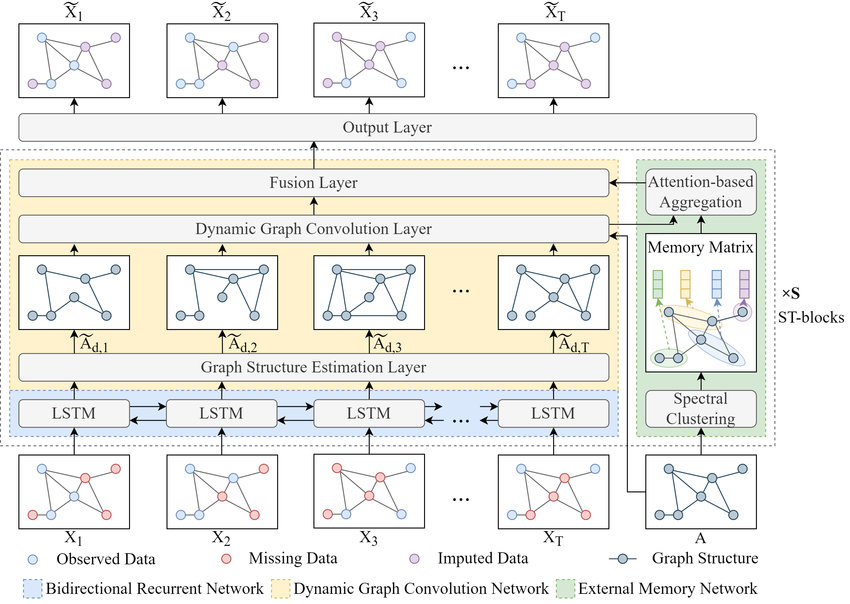 X̃1 X̃2 X̃3 X̃T
...
Output Layer
Fusion Layer
Attention-based
Aggregation
Dynamic Graph Convolution Layer
Memory Matrix
...
×S
ST-blocks
Ãd,1 Ãd,2 Ãd,3 Ãd,T
Graph Structure Estimation Layer
Spectral
Clustering
LSTM LSTM LSTM ... LSTM
...
X1 X2 X3 XT A
Observed Data Missing Data Imputed Data Graph Structure
Bidirectional Recurrent Network Dynamic Graph Convolution Network External Memory Network